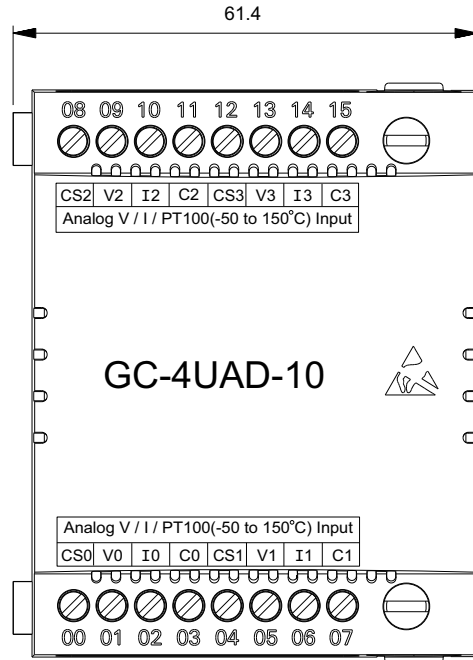 61.4
08 09 10 11 12 13 14 15
CS2 V2 I2 C2 CS3 V3 I3 C3
Analog V / I / PT100(-50 to 150°C) Input
GC-4UAD-10
Analog V / I / PT100(-50 to 150°C) Input
CS0 V0 I0 C0 CS1 V1 I1 C1
00 01 02 03 04 05 06 07